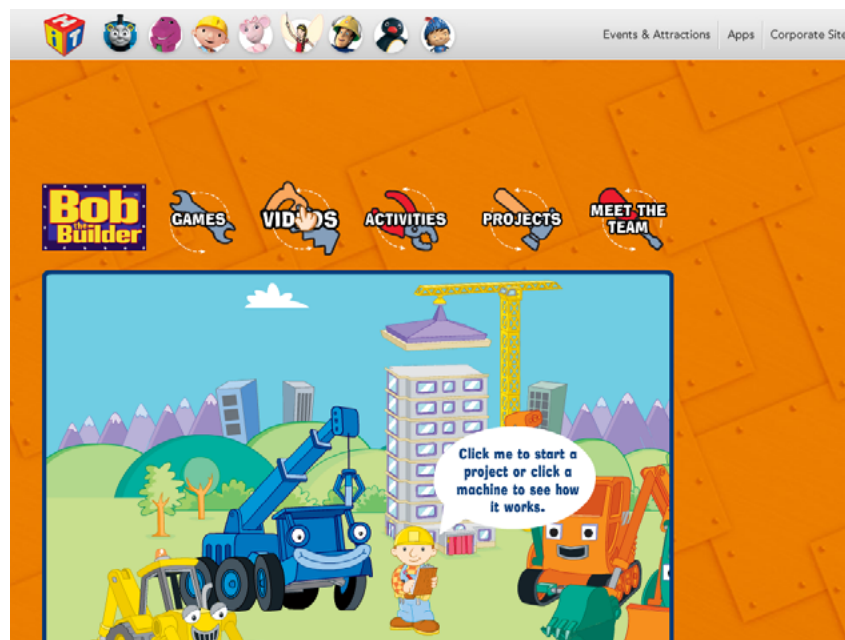 HiT
Events & Attractions
Apps
Corporate Site
Bob
the
Builder
GAMES
VIDEOS
ACTIVITIES
PROJECTS
MEET THE
TEAM
Click me to start a
project or click a
machine to see how
it works.